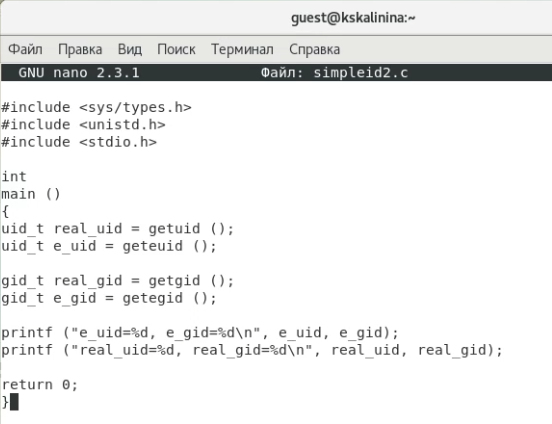 guest@kskalinina:~
Файл Правка Вид Поиск Терминал Справка
GNU nano 2.3.1 Файл: simpleid2.c
#include <sys/types.h>
#include <unistd.h>
#include <stdio.h>
int
main ()
{
uid_t real_uid = getuid ();
uid_t e_uid = geteuid ();
gid_t real_gid = getgid ();
gid_t e_gid = getegid ();
printf ("e_uid=%d, e_gid=%d\n", e_uid, e_gid);
printf ("real_uid=%d, real_gid=%d\n", real_uid, real_gid);
return 0;
}